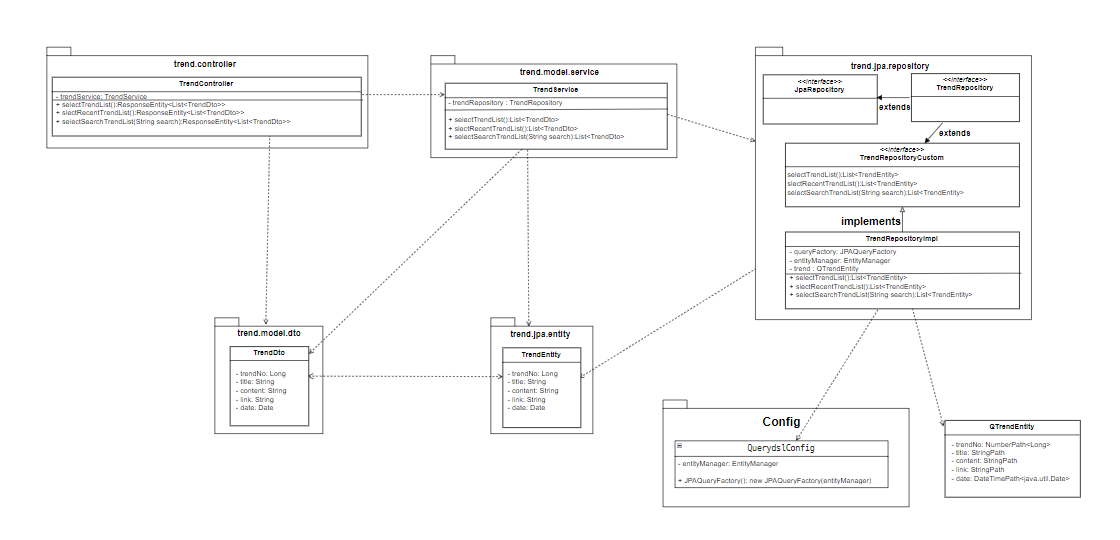 trend.controller
TrendController
- trendService: TrendService
+ selectTrendList():ResponseEntity<List<TrendDto>>
+ slectRecentTrendList():ResponseEntity<List<TrendDto>>
+ selectSearchTrendList(String search):ResponseEntity<List<TrendDto>>
trend.model.service
TrendService
- trendRepository : TrendRepository
+ selectTrendList():List<TrendDto>
+ slectRecentTrendList():List<TrendDto>
+ selectSearchTrendList(String search):List<TrendDto>
trend.jpa.repository
<<interface>>
JpaRepository
<<interface>>
TrendRepository
extends
extends
<<interface>>
TrendRepositoryCustom
selectTrendList():List<TrendEntity>
slectRecentTrendList():List<TrendEntity>
selectSearchTrendList(String search):List<TrendEntity>
implements
TrendRepositoryImpl
- queryFactory: JPAQueryFactory
- entityManager: EntityManager
- trend : QTrendEntity
+ selectTrendList():List<TrendEntity>
+ slectRecentTrendList():List<TrendEntity>
+ selectSearchTrendList(String search):List<TrendEntity>
trend.model.dto
TrendDto
- trendNo: Long
- title: String
- content: String
- link: String
- date: Date
trend.jpa.entity
TrendEntity
- trendNo: Long
- title: String
- content: String
- link: String
- date: Date
Config
QuerydslConfig
- entityManager: EntityManager
+ JPAQueryFactory(): new JPAQueryFactory(entityManager)
QTrendEntity
- trendNo: NumberPath<Long>
- title: StringPath
- content: StringPath
- link: StringPath
- date: DateTimePath<java.util.Date>